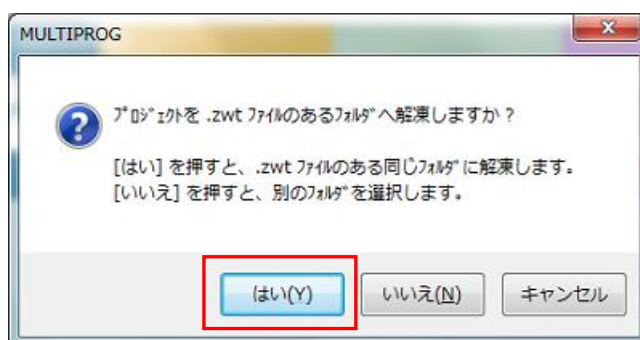 MULTIPROG
ﾌﾟﾛｼﾞｪｸﾄを .zwt ﾌｧｲﾙのあるﾌｫﾙﾀﾞへ解凍しますか？
[(はい] を押すと、.zwt ﾌｧｲﾙのある同じﾌｫﾙﾀﾞに解凍します。
[いいえ] を押すと、別のﾌｫﾙﾀﾞを選択します。
(はい(Y)
いいえ(N)
キャンセル